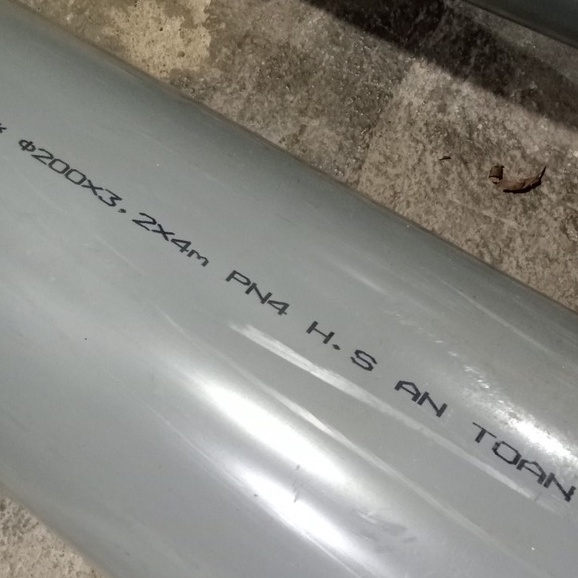 Φ200X3,2X4m PN4 H.S AN TOAN